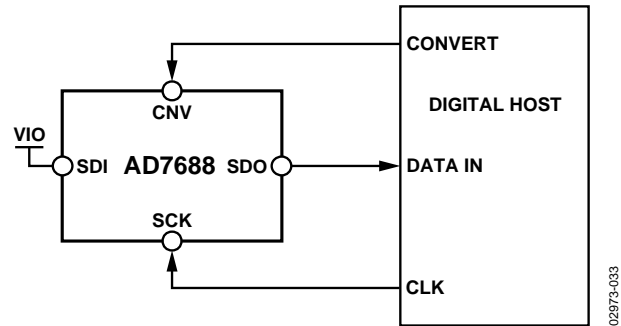 CONVERT
CNV
DIGITAL HOST
VIO
SDI AD7688 SDO
DATA IN
SCK
CLK
02973-033